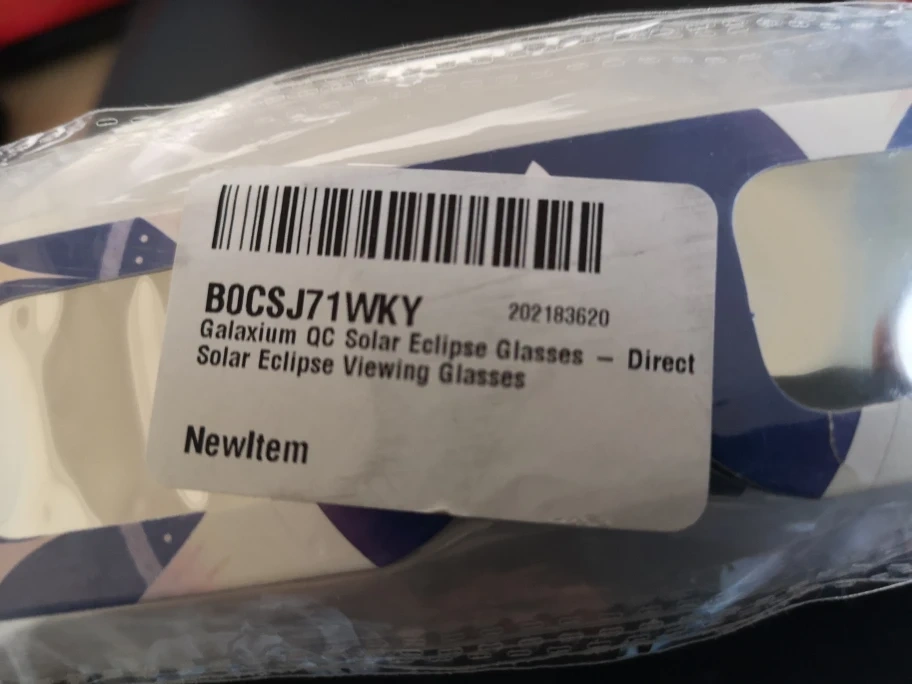 B0CSJ71WKY 202183620
Galaxium QC Solar Eclipse Glasses – Direct
Solar Eclipse Viewing Glasses
NewItem